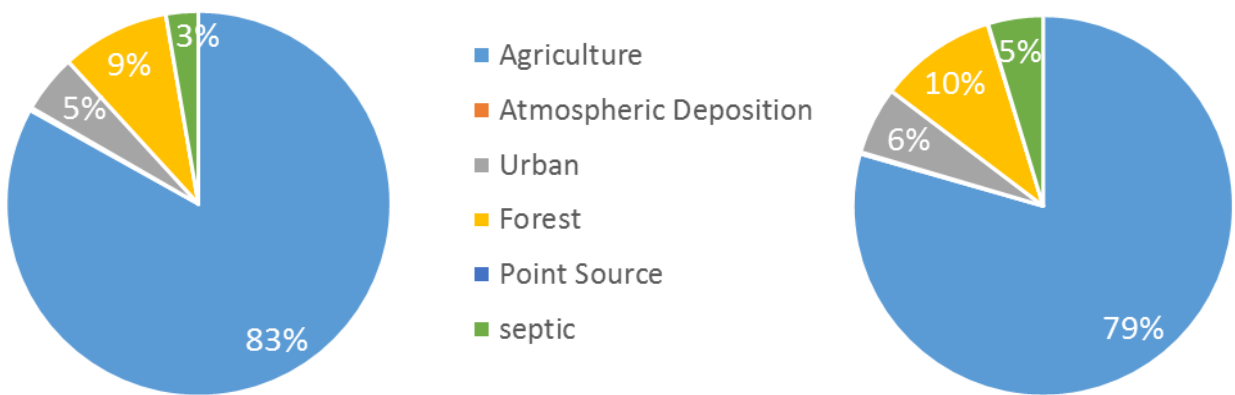 3%
9%
5%
83%
Agriculture
Atmospheric Deposition
Urban
Forest
Point Source
septic
5%
10%
6%
79%